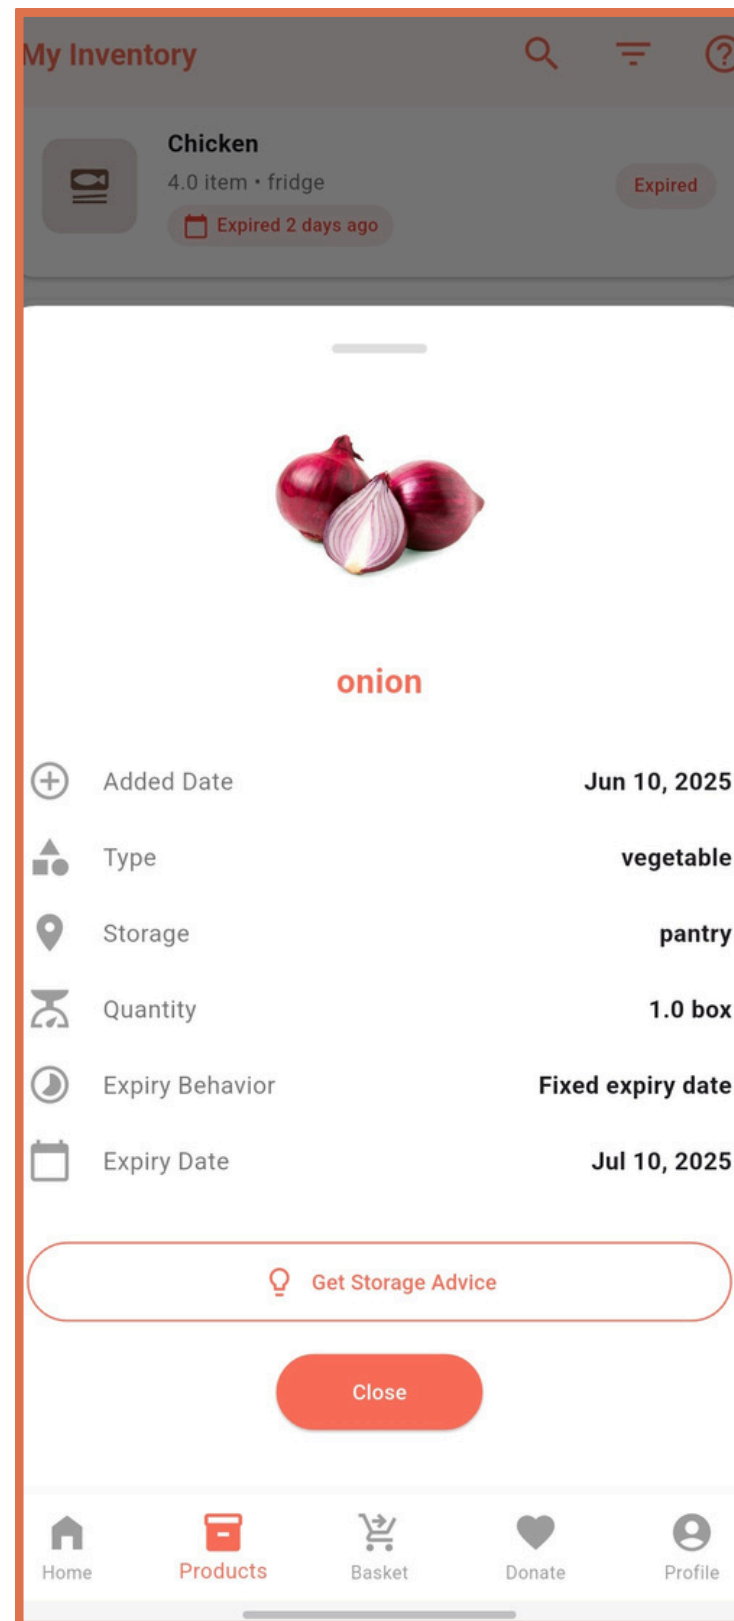 My Inventory
Chicken
4.0 item • fridge
Expired
Expired 2 days ago
onion
Added Date Jun 10, 2025
Type vegetable
Storage pantry
Quantity 1.0 box
Expiry Behavior Fixed expiry date
Expiry Date Jul 10, 2025
Get Storage Advice
Close
Home Products Basket Donate Profile